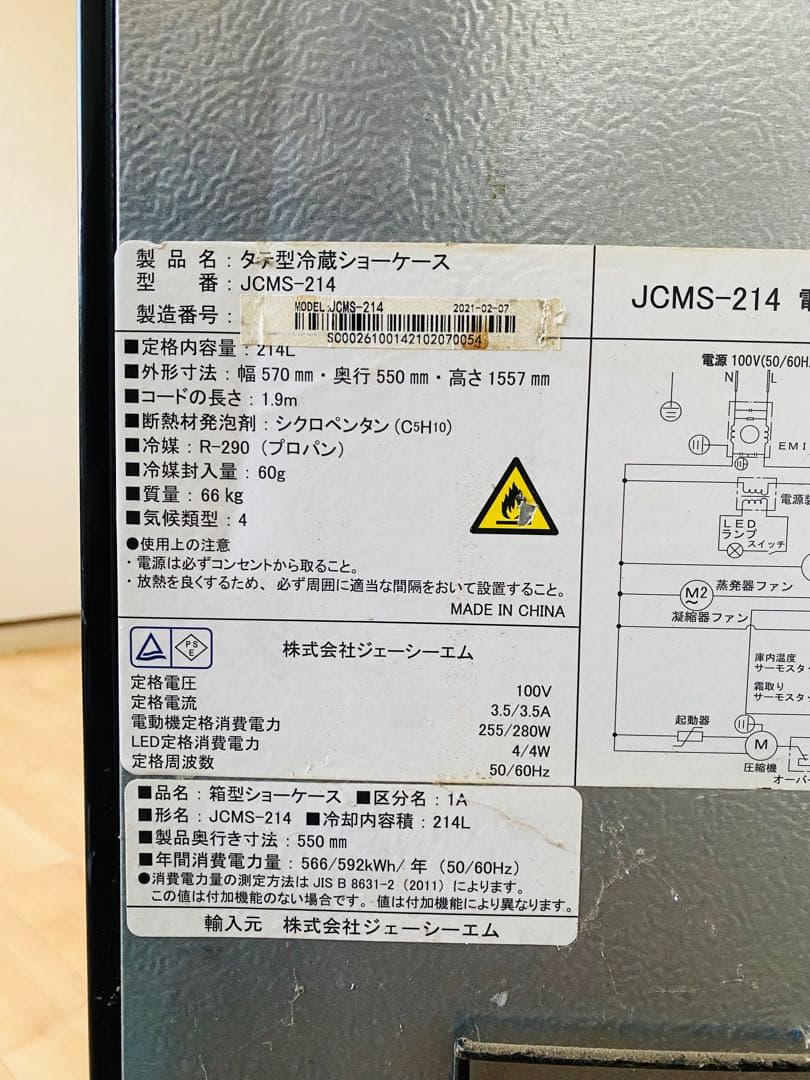 製品名：タテ型冷蔵ショーケース
型　番：JCMS-214
製造番号：
MODEL:JCMS-214 2021-02-07
SC0026100142102070054
■定格内容量：214L
■外形寸法：幅 570 mm・奥行 550 mm・高さ 1557 mm
■コードの長さ：1.9m
■断熱材発泡剤：シクロペンタン (C5H10)
■冷媒：R-290（プロパン）
■冷媒封入量：60g
■質量：66 kg
■気候類型：4
●使用上の注意
・電源は必ずコンセントから取ること。
・放熱を良くするため、必ず周囲に適当な間隔をおいて設置すること。
MADE IN CHINA
PS
E
株式会社ジェーシーエム
定格電圧 100V
定格電流 3.5/3.5A
電動機定格消費電力 255/280W
LED定格消費電力 4/4W
定格周波数 50/60Hz
■品名：箱型ショーケース ■区分名：1A
■形名：JCMS-214 ■冷却内容積：214L
■製品奥行き寸法：550 mm
■年間消費電力量：566/592kWh/年（50/60Hz）
●消費電力量の測定方法は JIS B 8631-2（2011）によります。
この値は付加機能のない場合です。値は付加機能により異なります。
輸入元　株式会社ジェーシーエム
JCMS-214 電
電源 100V(50/60H
N L
EMI
電源装
LED
ランプ
スイッチ
蒸発器ファン
M2
凝縮器ファン
庫内温度
サーモスタッ
霜取り
サーモスタ
起動器
M
圧縮機
オーバー